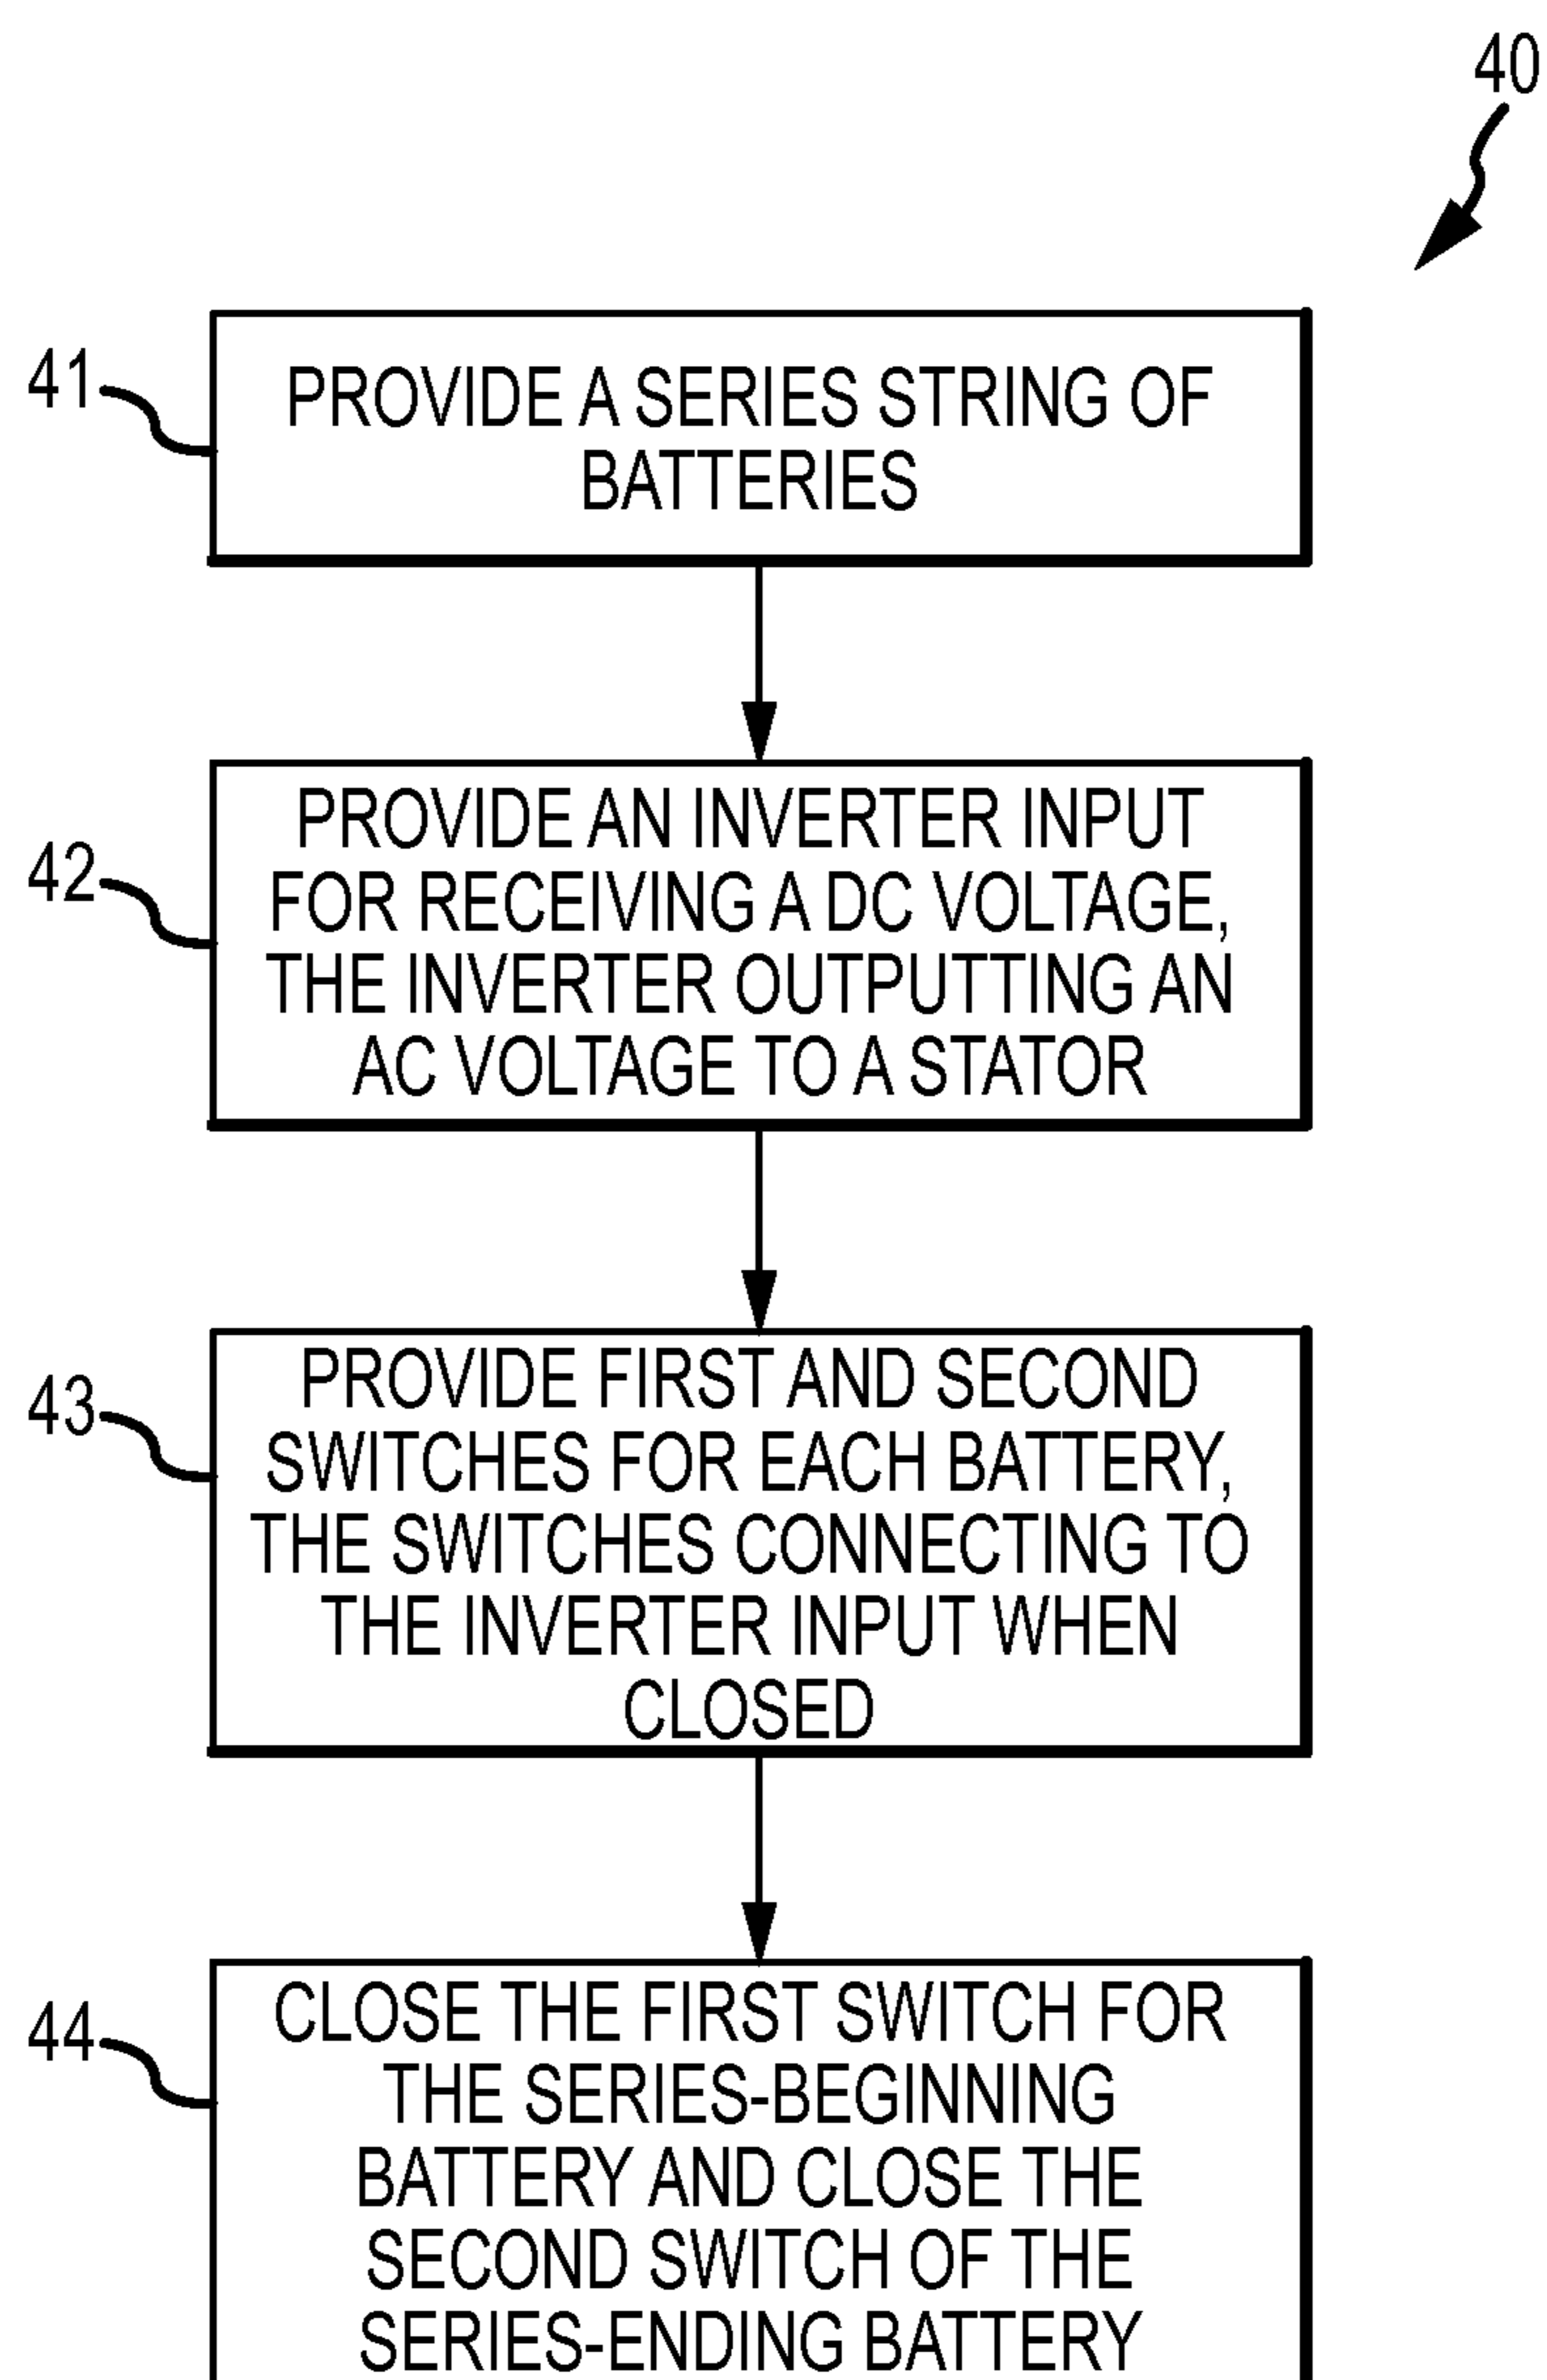 40
41
PROVIDE A SERIES STRING OF
BATTERIES
42
PROVIDE AN INVERTER INPUT
FOR RECEIVING A DC VOLTAGE,
THE INVERTER OUTPUTTING AN
AC VOLTAGE TO A STATOR
43
PROVIDE FIRST AND SECOND
SWITCHES FOR EACH BATTERY,
THE SWITCHES CONNECTING TO
THE INVERTER INPUT WHEN
CLOSED
44
CLOSE THE FIRST SWITCH FOR
THE SERIES-BEGINNING
BATTERY AND CLOSE THE
SECOND SWITCH OF THE
SERIES-ENDING BATTERY